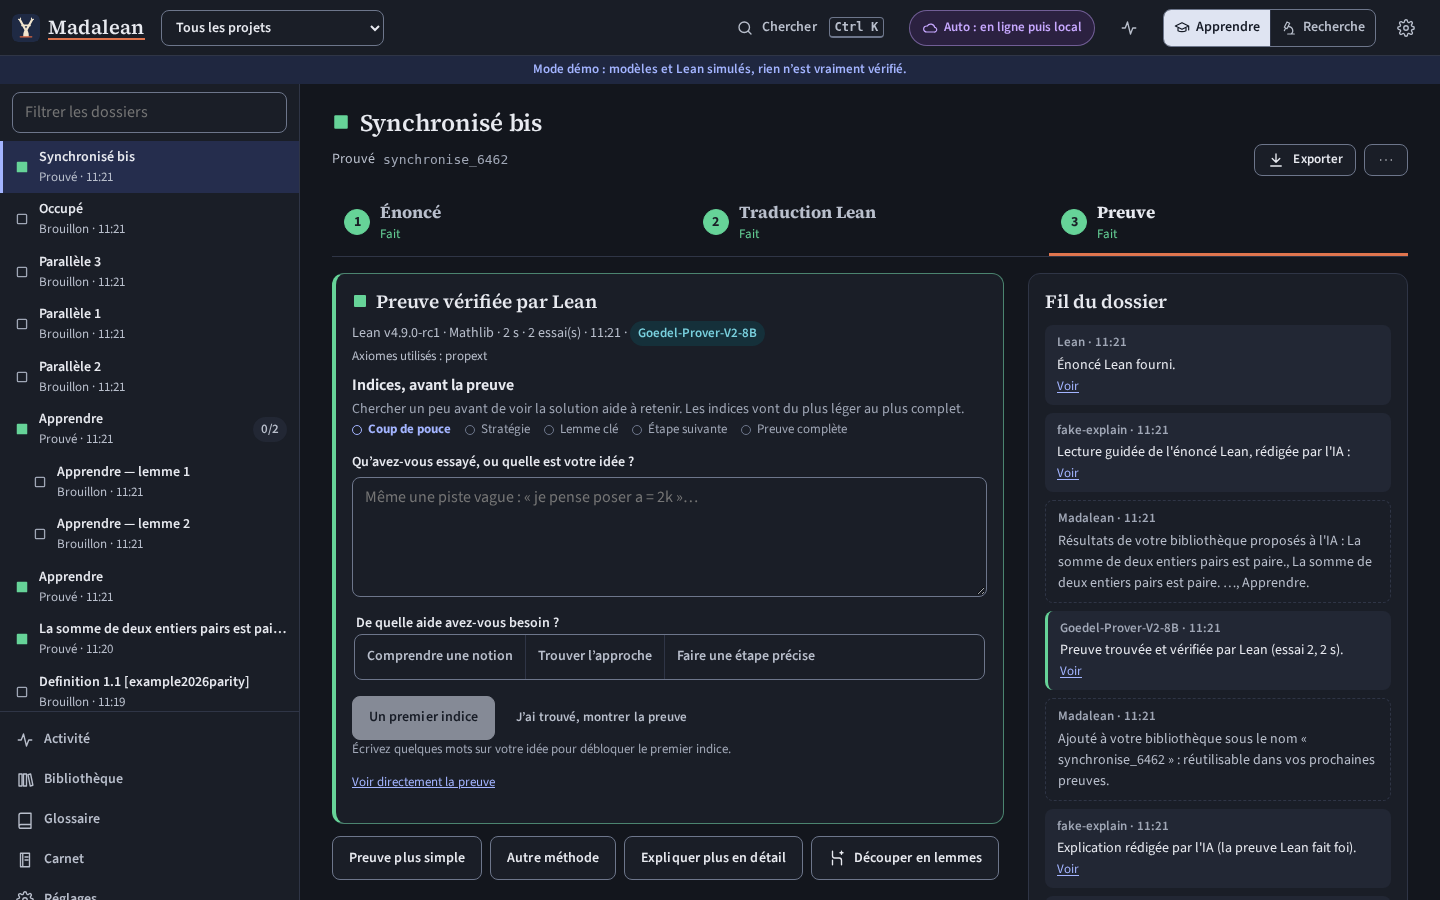 Madalean
Tous les projets
Chercher
Ctrl K
Auto : en ligne puis local
Apprendre
Recherche
Mode démo : modèles et Lean simulés, rien n’est vraiment vérifié.
Filtrer les dossiers
Synchronisé bis
Prouvé · 11:21
Occupé
Brouillon · 11:21
Parallèle 3
Brouillon · 11:21
Parallèle 1
Brouillon · 11:21
Parallèle 2
Brouillon · 11:21
Apprendre
Prouvé · 11:21
0/2
Apprendre — lemme 1
Brouillon · 11:21
Apprendre — lemme 2
Brouillon · 11:21
Apprendre
Prouvé · 11:21
La somme de deux entiers pairs est pai…
Prouvé · 11:20
Definition 1.1 [example2026parity]
Brouillon · 11:19
Activité
Bibliothèque
Glossaire
Carnet
Réglages
Synchronisé bis
Prouvé synchronise_6462
Exporter
···
1
Énoncé
Fait
2
Traduction Lean
Fait
3
Preuve
Fait
Preuve vérifiée par Lean
Lean v4.9.0-rc1 · Mathlib · 2 s · 2 essai(s) · 11:21 · Goedel-Prover-V2-8B
Axiomes utilisés : propext
Indices, avant la preuve
Chercher un peu avant de voir la solution aide à retenir. Les indices vont du plus léger au plus complet.
Coup de pouce
Stratégie
Lemme clé
Étape suivante
Preuve complète
Qu’avez-vous essayé, ou quelle est votre idée ?
Même une piste vague : « je pense poser a = 2k »…
De quelle aide avez-vous besoin ?
Comprendre une notion
Trouver l’approche
Faire une étape précise
Un premier indice
J’ai trouvé, montrer la preuve
Écrivez quelques mots sur votre idée pour débloquer le premier indice.
Voir directement la preuve
Preuve plus simple
Autre méthode
Expliquer plus en détail
Découper en lemmes
Fil du dossier
Lean · 11:21
Énoncé Lean fourni.
Voir
fake-explain · 11:21
Lecture guidée de l'énoncé Lean, rédigée par l'IA :
Voir
Madalean · 11:21
Résultats de votre bibliothèque proposés à l'IA : La
somme de deux entiers pairs est paire., La somme de
deux entiers pairs est paire. …, Apprendre.
Goedel-Prover-V2-8B · 11:21
Preuve trouvée et vérifiée par Lean (essai 2, 2 s).
Voir
Madalean · 11:21
Ajouté à votre bibliothèque sous le nom «
synchronise_6462 » : réutilisable dans vos prochaines
preuves.
fake-explain · 11:21
Explication rédigée par l'IA (la preuve Lean fait foi).
Voir